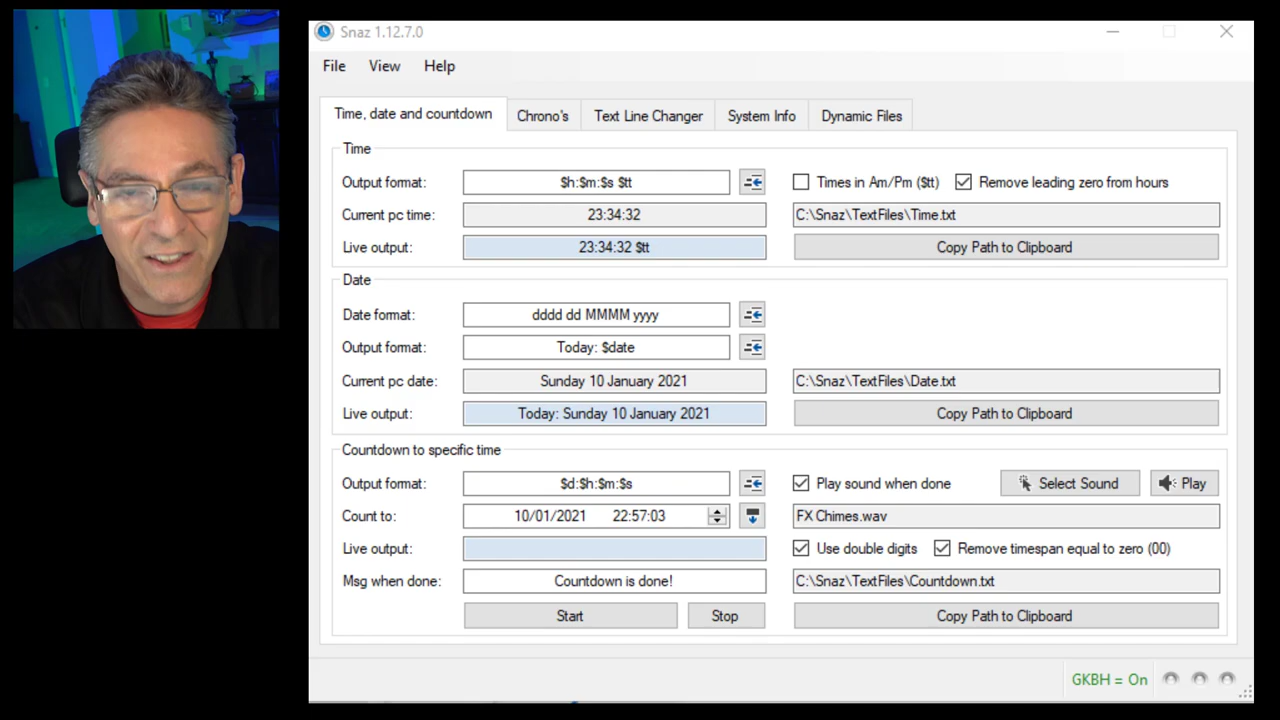 Snaz 1.12.7.0
File View Help
Time, date and countdown Chrono's Text Line Changer System Info Dynamic Files
Time
Output format: $h:$m:$s $tt Times in Am/Pm ($tt) Remove leading zero from hours
Current pc time: 23:34:32 C:\Snaz\TextFiles\Time.txt
Live output: 23:34:32 $tt Copy Path to Clipboard
Date
Date format: dddd dd MMMM yyyy
Output format: Today: $date
Current pc date: Sunday 10 January 2021 C:\Snaz\TextFiles\Date.txt
Live output: Today: Sunday 10 January 2021 Copy Path to Clipboard
Countdown to specific time
Output format: $d:$h:$m:$s Play sound when done Select Sound Play
Count to: 10/01/2021 22:57:03 FX Chimes.wav
Live output: Use double digits Remove timespan equal to zero (00)
Msg when done: Countdown is done! C:\Snaz\TextFiles\Countdown.txt
Start Stop Copy Path to Clipboard
GKBH = On